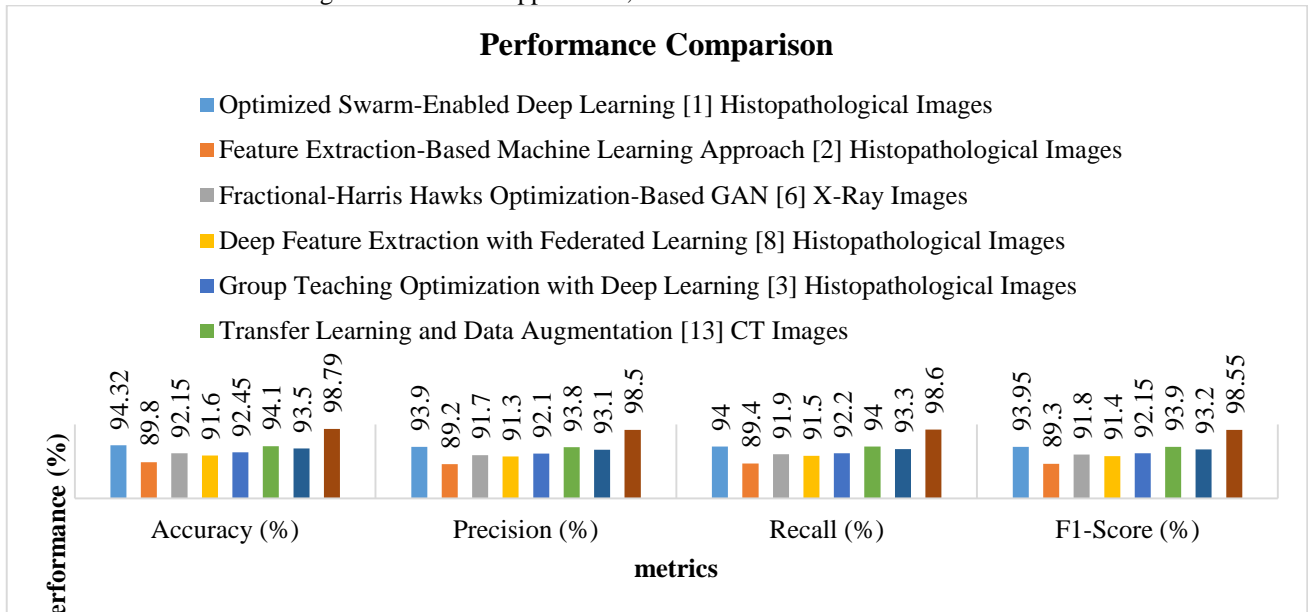 Performance Comparison
Optimized Swarm-Enabled Deep Learning [1] Histopathological Images
Feature Extraction-Based Machine Learning Approach [2] Histopathological Images
Fractional-Harris Hawks Optimization-Based GAN [6] X-Ray Images
Deep Feature Extraction with Federated Learning [8] Histopathological Images
Group Teaching Optimization with Deep Learning [3] Histopathological Images
Transfer Learning and Data Augmentation [13] CT Images
94.32 89.8 92.15 91.6 92.45 94.1 93.5 98.79 93.9 89.2 91.7 91.3 92.1 93.8 93.1 98.5 94 89.4 91.9 91.5 92.2 94 93.3 98.6 93.95 89.3 91.8 91.4 92.15 93.9 93.2 98.55
erformance (%)
Accuracy (%) Precision (%) Recall (%) F1-Score (%)
metrics